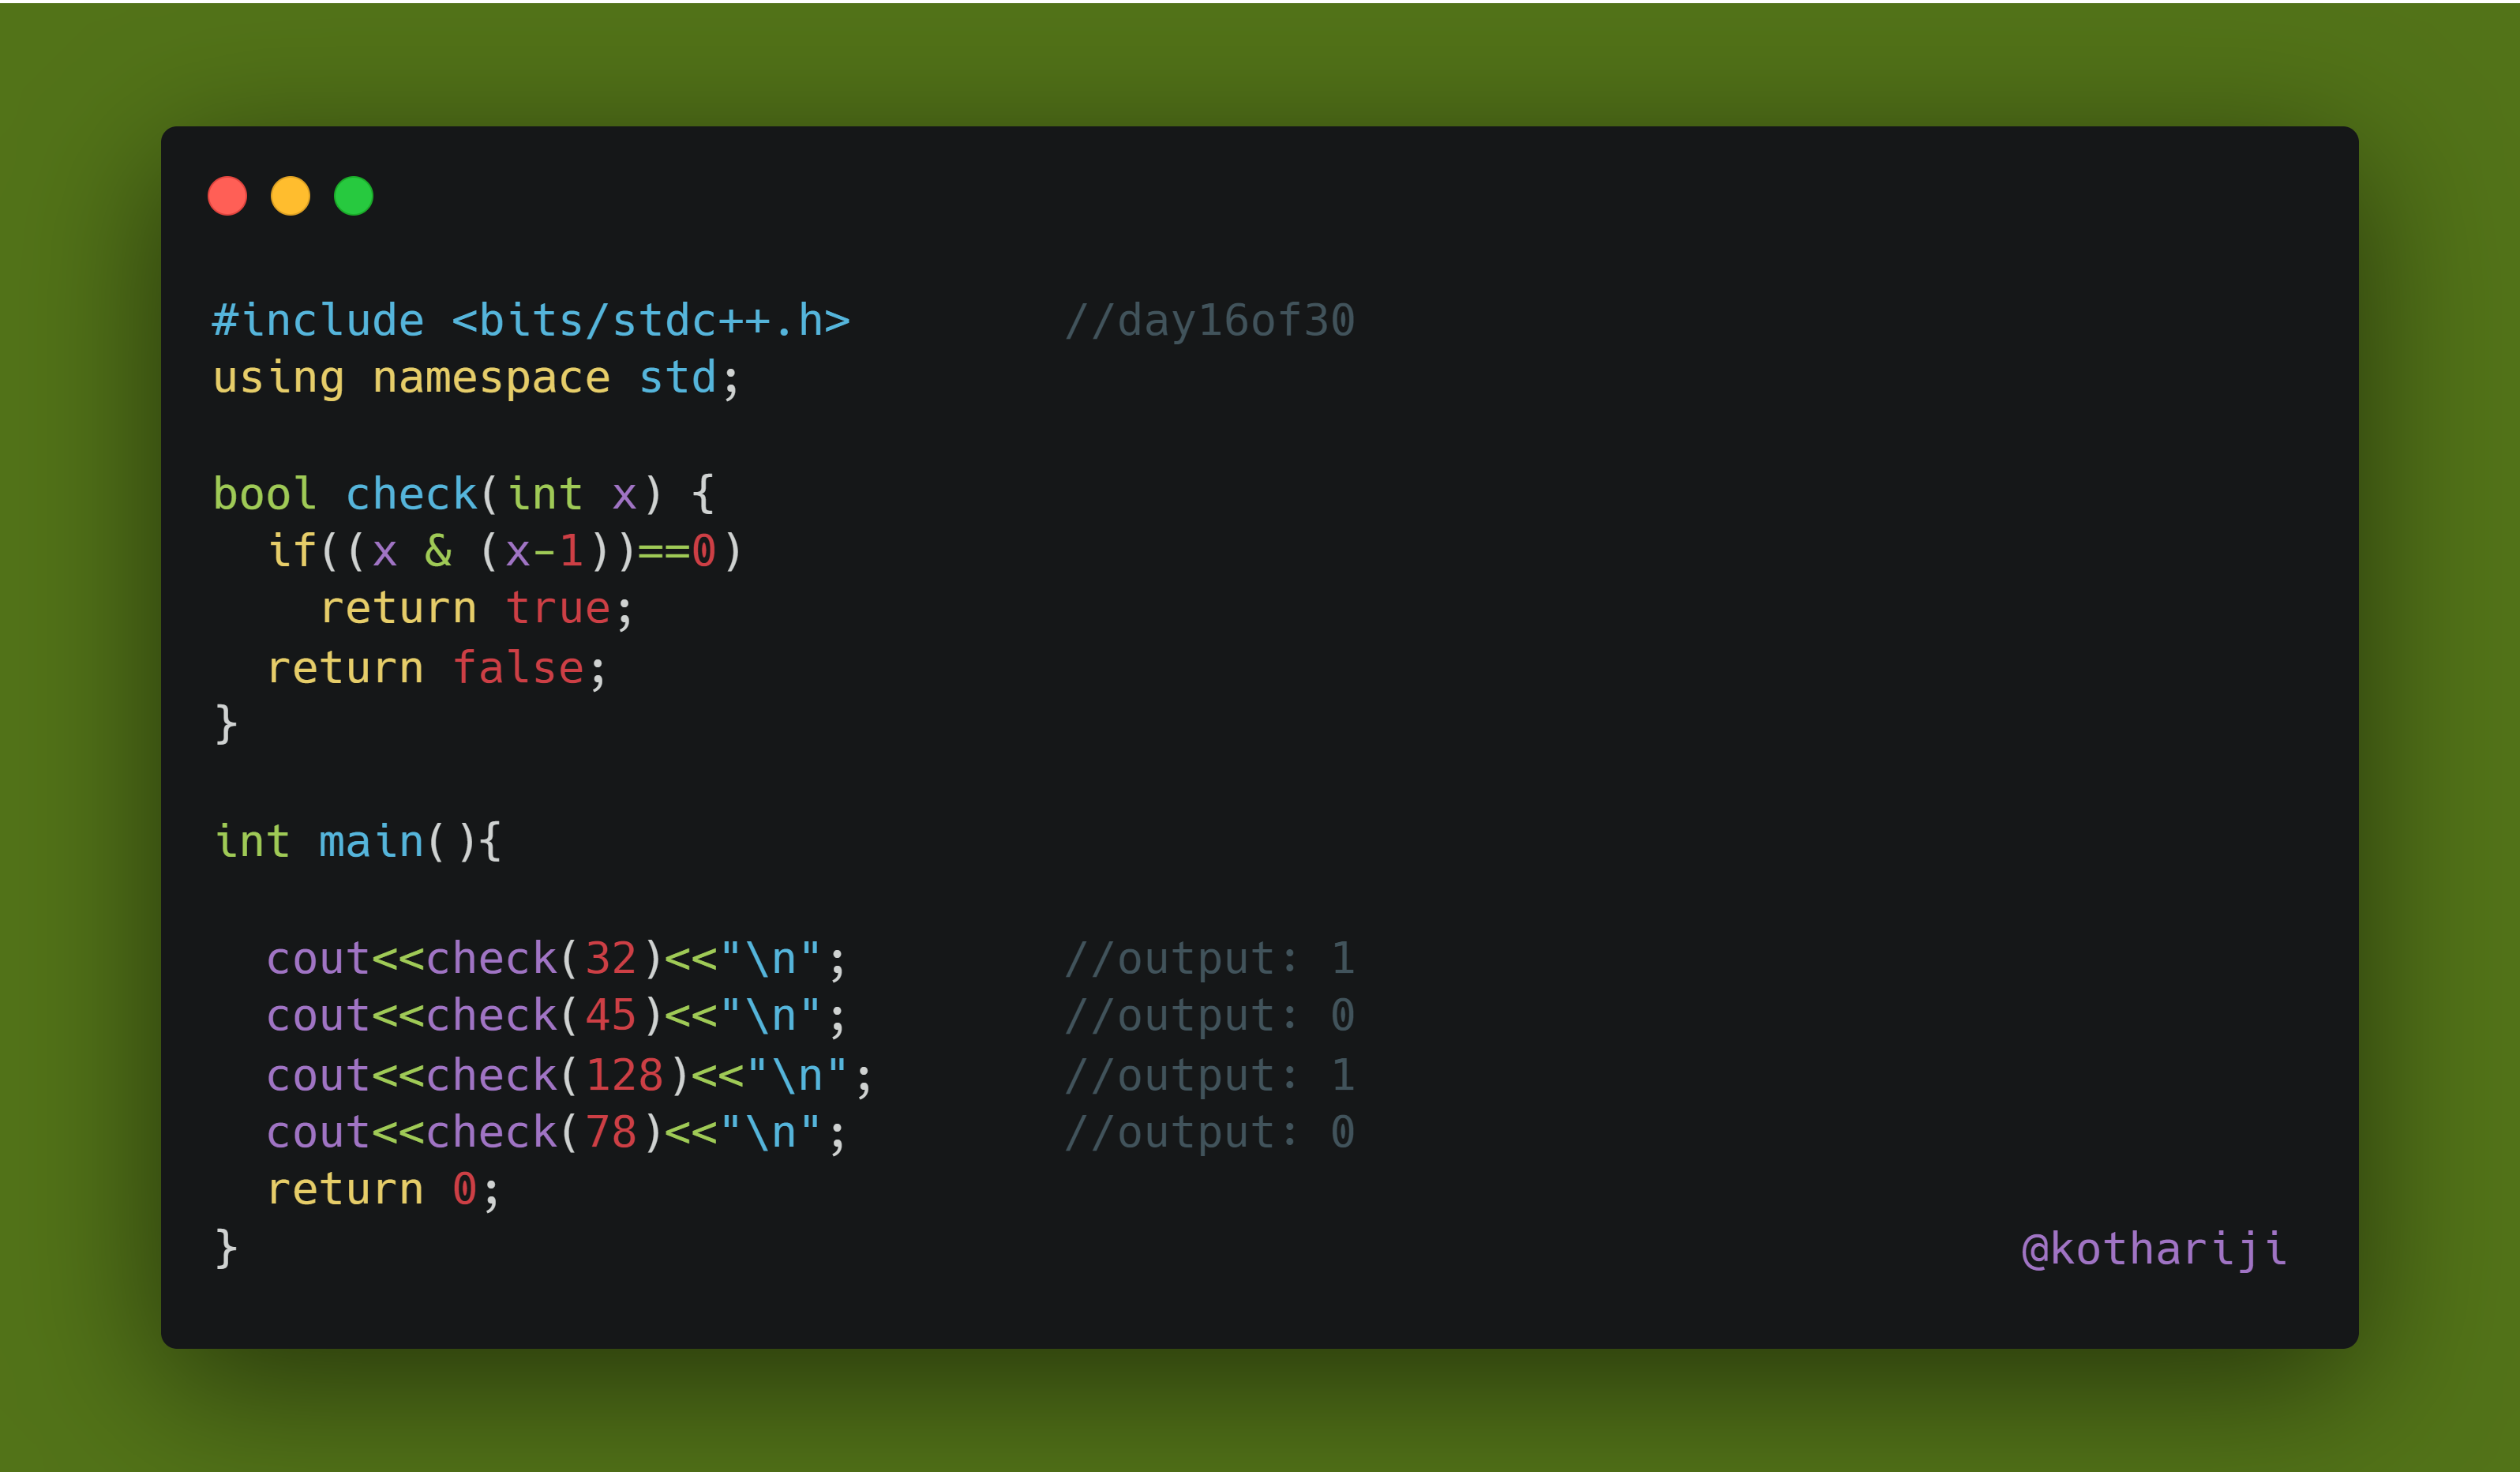 #include <bits/stdc++.h>        //day16of30
using namespace std;

bool check(int x) {
  if((x & (x-1))==0)
    return true;
  return false;
}

int main(){

  cout<<check(32)<<"\n";        //output: 1
  cout<<check(45)<<"\n";        //output: 0
  cout<<check(128)<<"\n";       //output: 1
  cout<<check(78)<<"\n";        //output: 0
  return 0;
}                                                                   @kothariji